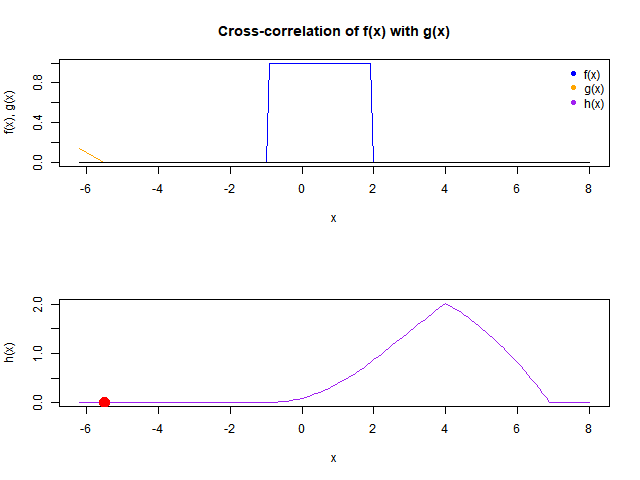 Cross-correlation of f(x) with g(x)
f(x), g(x)
0.8
0.4
0.0
f(x)
g(x)
h(x)
-6 -4 -2 0 2 4 6 8
x
h(x)
2.0
1.0
0.0
-6 -4 -2 0 2 4 6 8
x